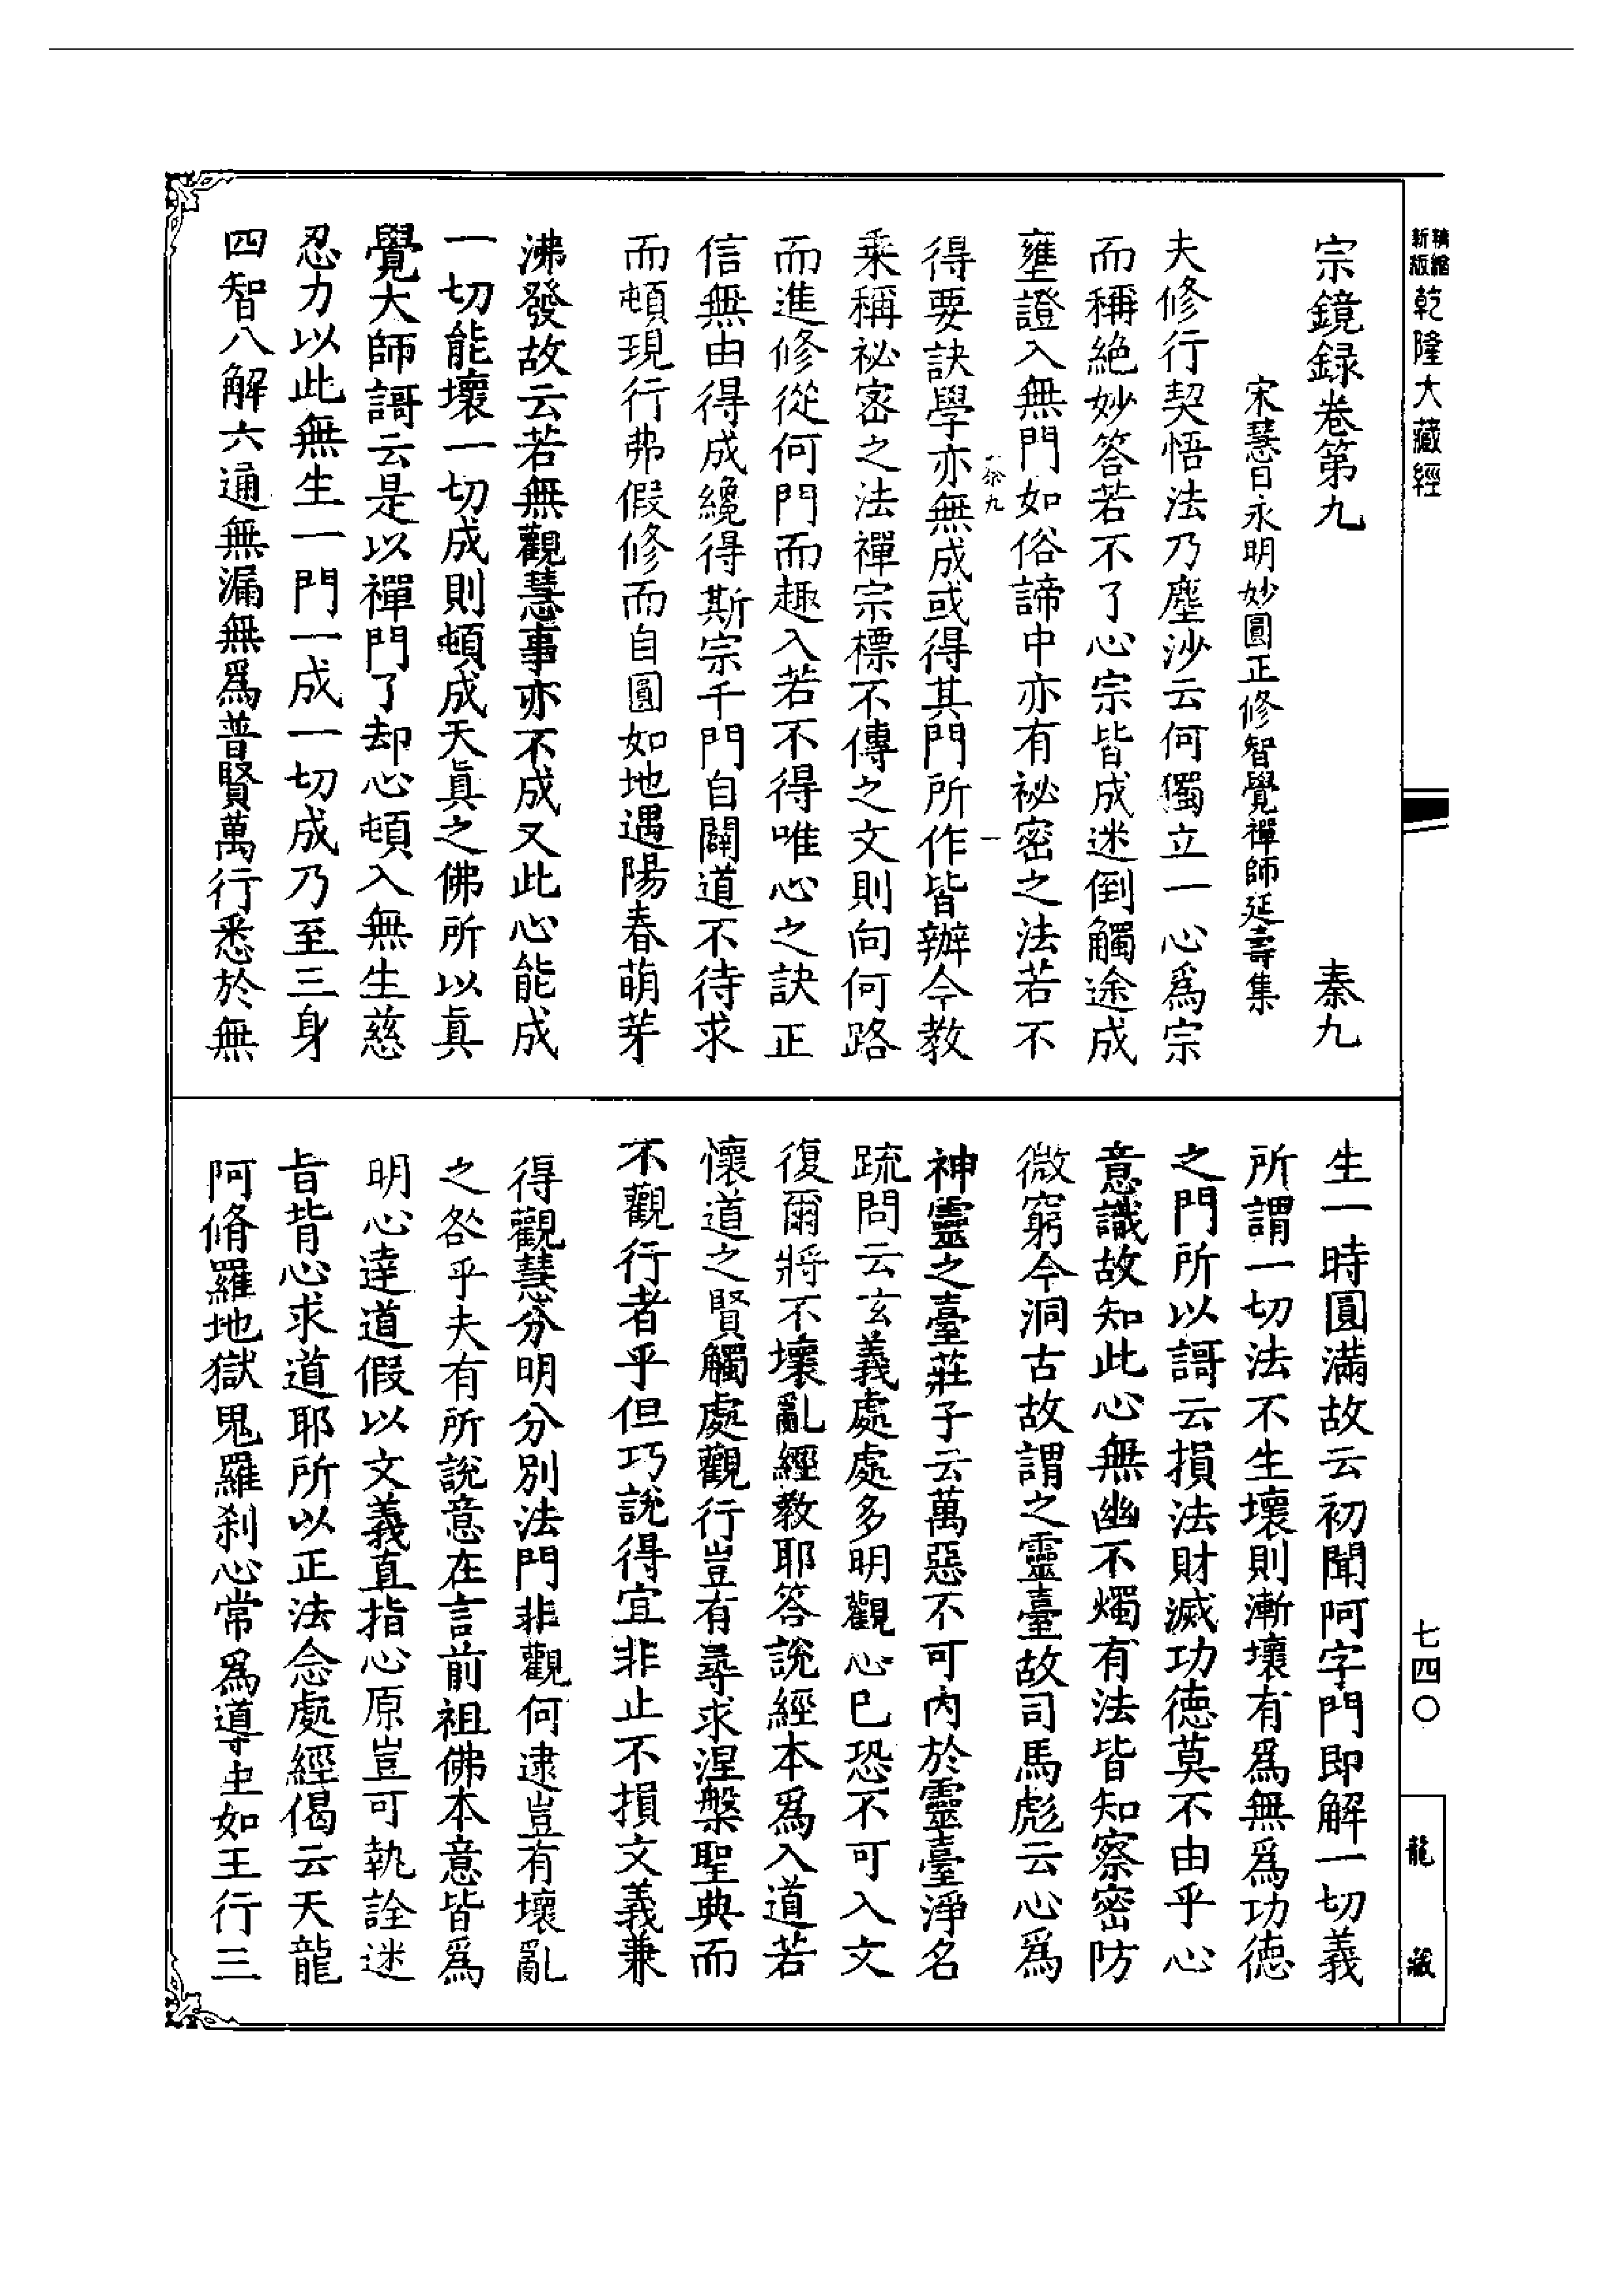 精縮新版乾隆大藏經
宗鏡録卷第九 秦九
宋慧日永明妙圓正修智覺禪師延壽集
夫修行契悟法乃塵沙云何獨立一心爲宗
而稱絶妙答若不了心宗皆成迷倒觸途成
壅證入無門如俗諦中亦有祕密之法若不
得要訣學亦無成或得其門所作皆辦今教
乘稱祕密之法禪宗標不傳之文則向何路
而進修從何門而趣入若不得唯心之訣正
信無由得成纔得斯宗千門自闢道不待求
而頓現行弗假修而自圓如地遇陽春萌芽
沸發故云若無觀慧事亦不成又此心能成
一切能壞一切成則頓成天真之佛所以真
覺大師謌云是以禪門了却心頓入無生慈
忍力以此無生一門一成一切成乃至三身
四智八解六通無漏無爲普賢萬行悉於無
生一時圓滿故云初聞阿字門即解一切義
所謂一切法不生壞則漸壞有爲無爲功德
之門所以謌云損法財滅功德莫不由乎心
意識故知此心無幽不燭有法皆知察密防
微窮今洞古故謂之靈臺故司馬彪云心爲
神靈之臺莊子云萬惡不可內於靈臺淨名
疏問云玄義處處多明觀心已恐不可入文
復爾將不壞亂經教耶答說經本爲入道若
懷道之賢觸處觀行豈有尋求涅槃聖典而
不觀行者乎但巧說得宜非止不損文義兼
得觀慧分明分別法門非觀何逮豈有壞亂
之咎乎夫有所說意在言前祖佛本意皆爲
明心達道假以文義直指心原豈可執詮迷
旨背心求道耶所以正法念處經偈云天龍
阿脩羅地獄鬼羅刹心常爲導主如王行三
秦九
一
七四〇
龍藏